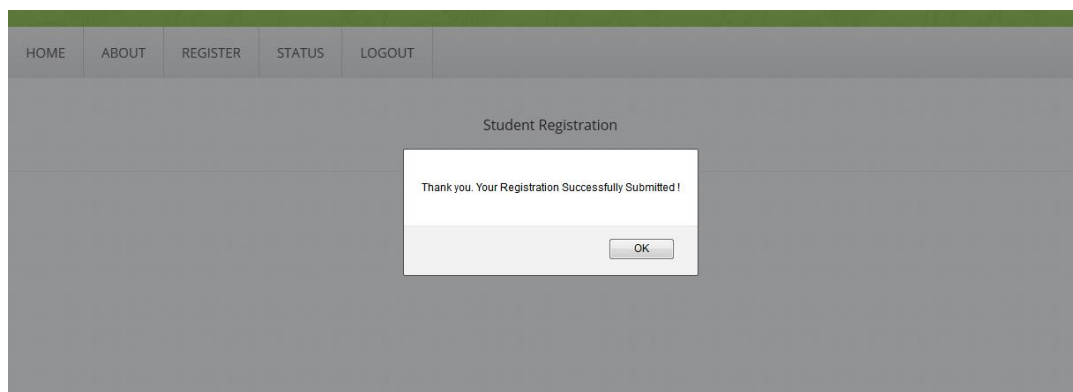 HOME ABOUT REGISTER STATUS LOGOUT
Student Registration
Thank you. Your Registration Successfully Submitted !
OK